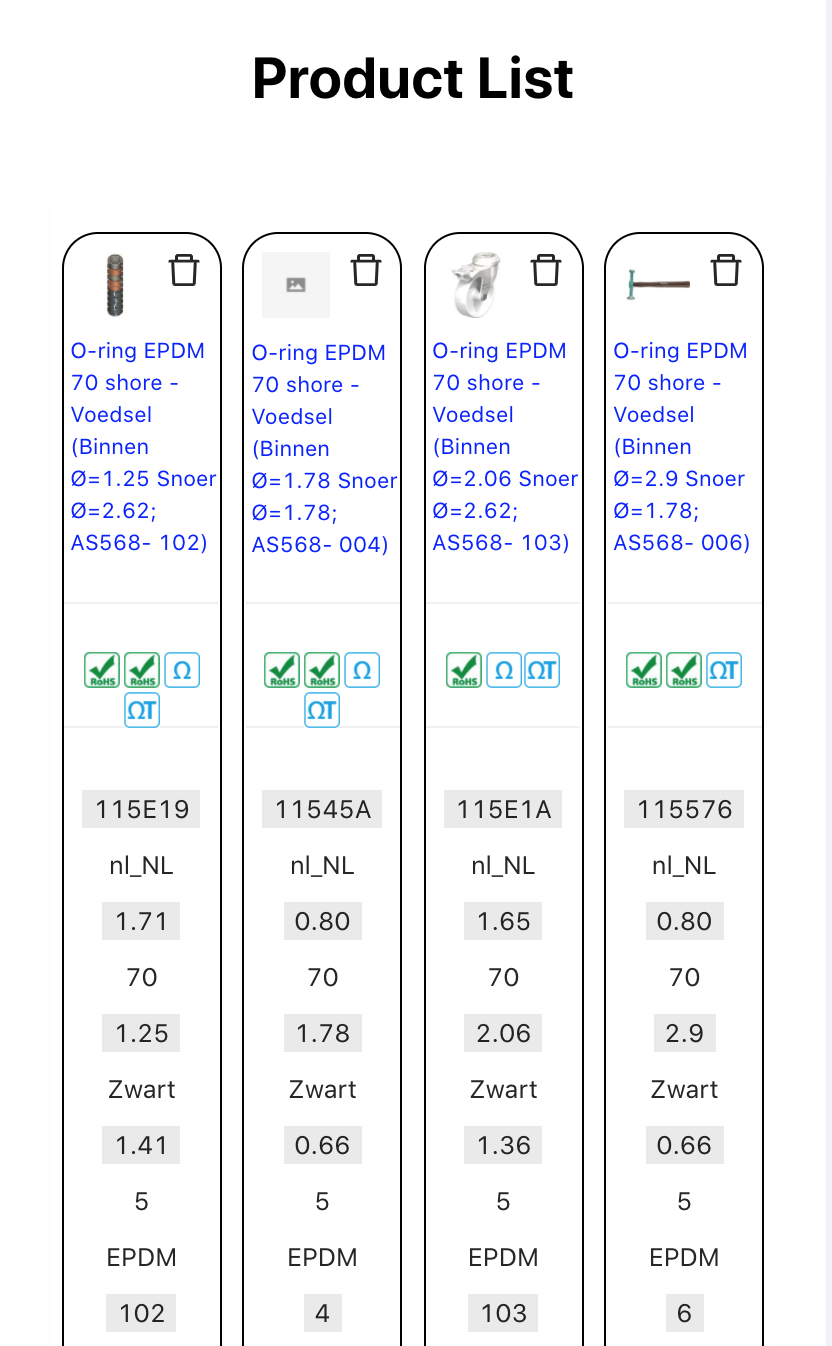 Product List
O-ring EPDM
70 shore -
Voedsel
(Binnen
Ø=1.25 Snoer
Ø=2.62;
AS568- 102)
O-ring EPDM
70 shore -
Voedsel
(Binnen
Ø=1.78 Snoer
Ø=1.78;
AS568- 004)
O-ring EPDM
70 shore -
Voedsel
(Binnen
Ø=2.06 Snoer
Ø=2.62;
AS568- 103)
O-ring EPDM
70 shore -
Voedsel
(Binnen
Ø=2.9 Snoer
Ø=1.78;
AS568- 006)
RoHS RoHS Ω
ΩT
RoHS RoHS Ω
ΩT
RoHS Ω ΩT
RoHS RoHS ΩT
115E19 11545A 115E1A 115576
nl_NL nl_NL nl_NL nl_NL
1.71 0.80 1.65 0.80
70 70 70 70
1.25 1.78 2.06 2.9
Zwart Zwart Zwart Zwart
1.41 0.66 1.36 0.66
5 5 5 5
EPDM EPDM EPDM EPDM
102 4 103 6